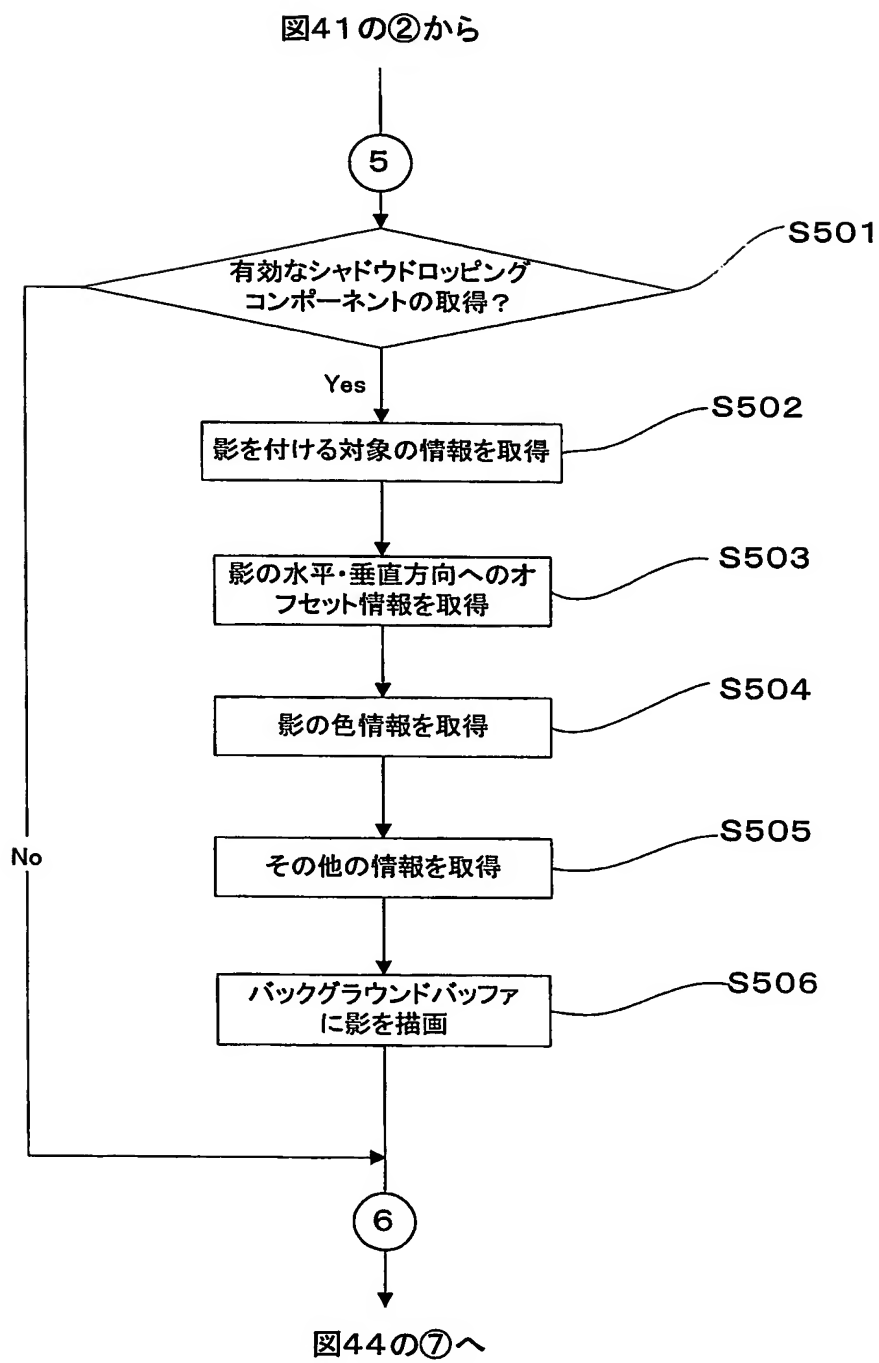 図41の②から
5
S501
有効なシャドウドロッピング
コンポーネントの取得?
Yes
S502
影を付ける対象の情報を取得
S503
影の水平・垂直方向へのオ
フセット情報を取得
S504
影の色情報を取得
S505
No
その他の情報を取得
S506
バックグラウンドバッファ
に影を描画
6
図44の⑦へ